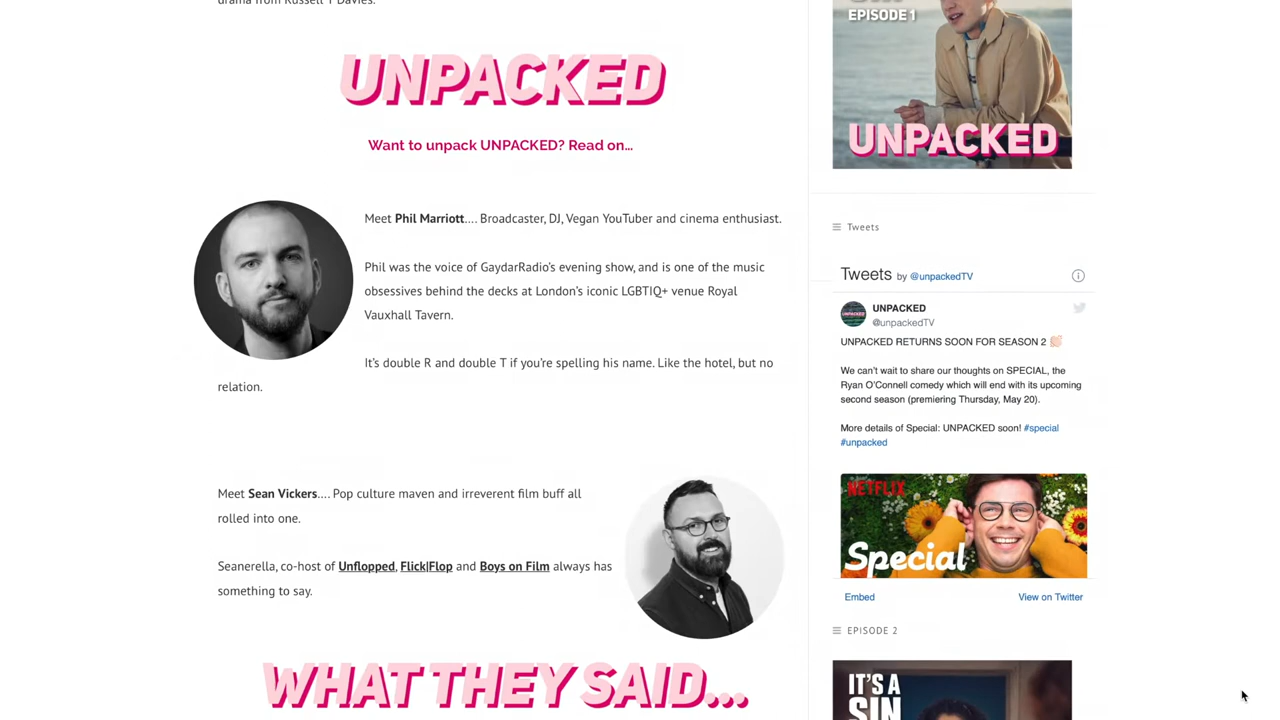 drama from Russell T Davies.
UNPACKED
Want to unpack UNPACKED? Read on...
Meet Phil Marriott.... Broadcaster, DJ, Vegan YouTuber and cinema enthusiast.
Phil was the voice of GaydarRadio's evening show, and is one of the music
obsessives behind the decks at London's iconic LGBTIQ+ venue Royal
Vauxhall Tavern.
It's double R and double T if you're spelling his name. Like the hotel, but no
relation.
Meet Sean Vickers.... Pop culture maven and irreverent film buff all
rolled into one.
Seanerella, co-host of Unflopped, Flick|Flop and Boys on Film always has
something to say.
WHAT THEY SAID...
EPISODE 1
UNPACKED
Tweets
Tweets by @unpackedTV
UNPACKED
@unpackedTV
UNPACKED RETURNS SOON FOR SEASON 2
We can't wait to share our thoughts on SPECIAL, the
Ryan O'Connell comedy which will end with its upcoming
second season (premiering Thursday, May 20).
More details of Special: UNPACKED soon! #special
#unpacked
NETFLIX
Special
Embed
View on Twitter
EPISODE 2
IT'S A
SIN